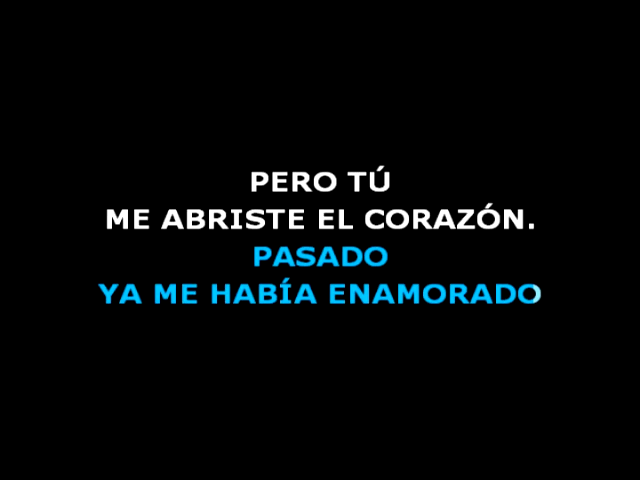 PERO TÚ
ME ABRISTE EL CORAZÓN.
PASADO
YA ME HABÍA ENAMORADO